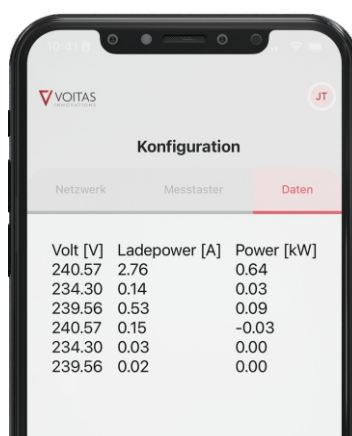 10:41
VOITAS
INNOVATIONS
JT
Konfiguration
Netzwerk Messtaster Daten
Volt [V] Ladepower [A] Power [kW]
240.57 2.76 0.64
234.30 0.14 0.03
239.56 0.53 0.09
240.57 0.15 -0.03
234.30 0.03 0.00
239.56 0.02 0.00